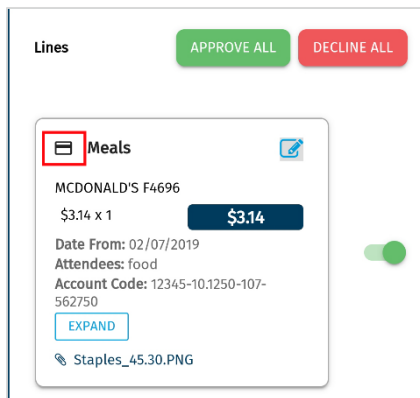 Lines
APPROVE ALL
DECLINE ALL
Meals
MCDONALD'S F4696
$3.14 x 1
$3.14
Date From: 02/07/2019
Attendees: food
Account Code: 12345-10.1250-107-
562750
EXPAND
Staples_45.30.PNG